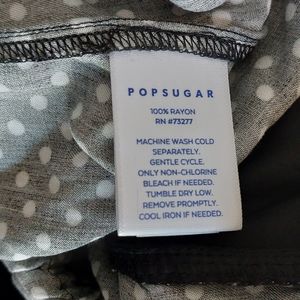 POPSUGAR
100% RAYON
RN #73277
MACHINE WASH COLD
SEPARATELY.
GENTLE CYCLE.
ONLY NON-CHLORINE
BLEACH IF NEEDED.
TUMBLE DRY LOW.
REMOVE PROMPTLY.
COOL IRON IF NEEDED.